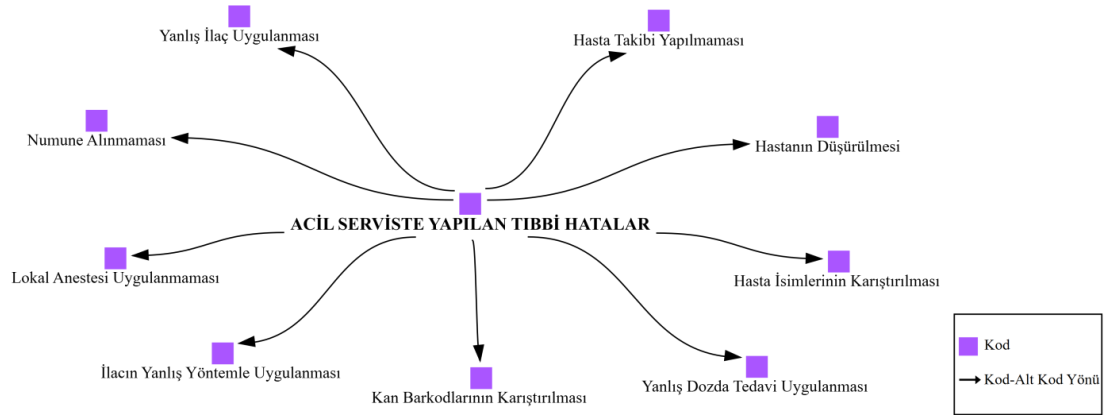 Yanlış İlaç Uygulanması
Hasta Takibi Yapılmaması
Numune Alınmaması
Hastanın Düşürülmesi
ACİL SERVİSTE YAPILAN TIBBİ HATALAR
Lokal Anestesi Uygulanmaması
Hasta İsimlerinin Karıştırılması
İlacın Yanlış Yöntemle Uygulanması
Kan Barkodlarının Karıştırılması
Yanlış Dozda Tedavi Uygulanması
Kod
Kod-Alt Kod Yönü